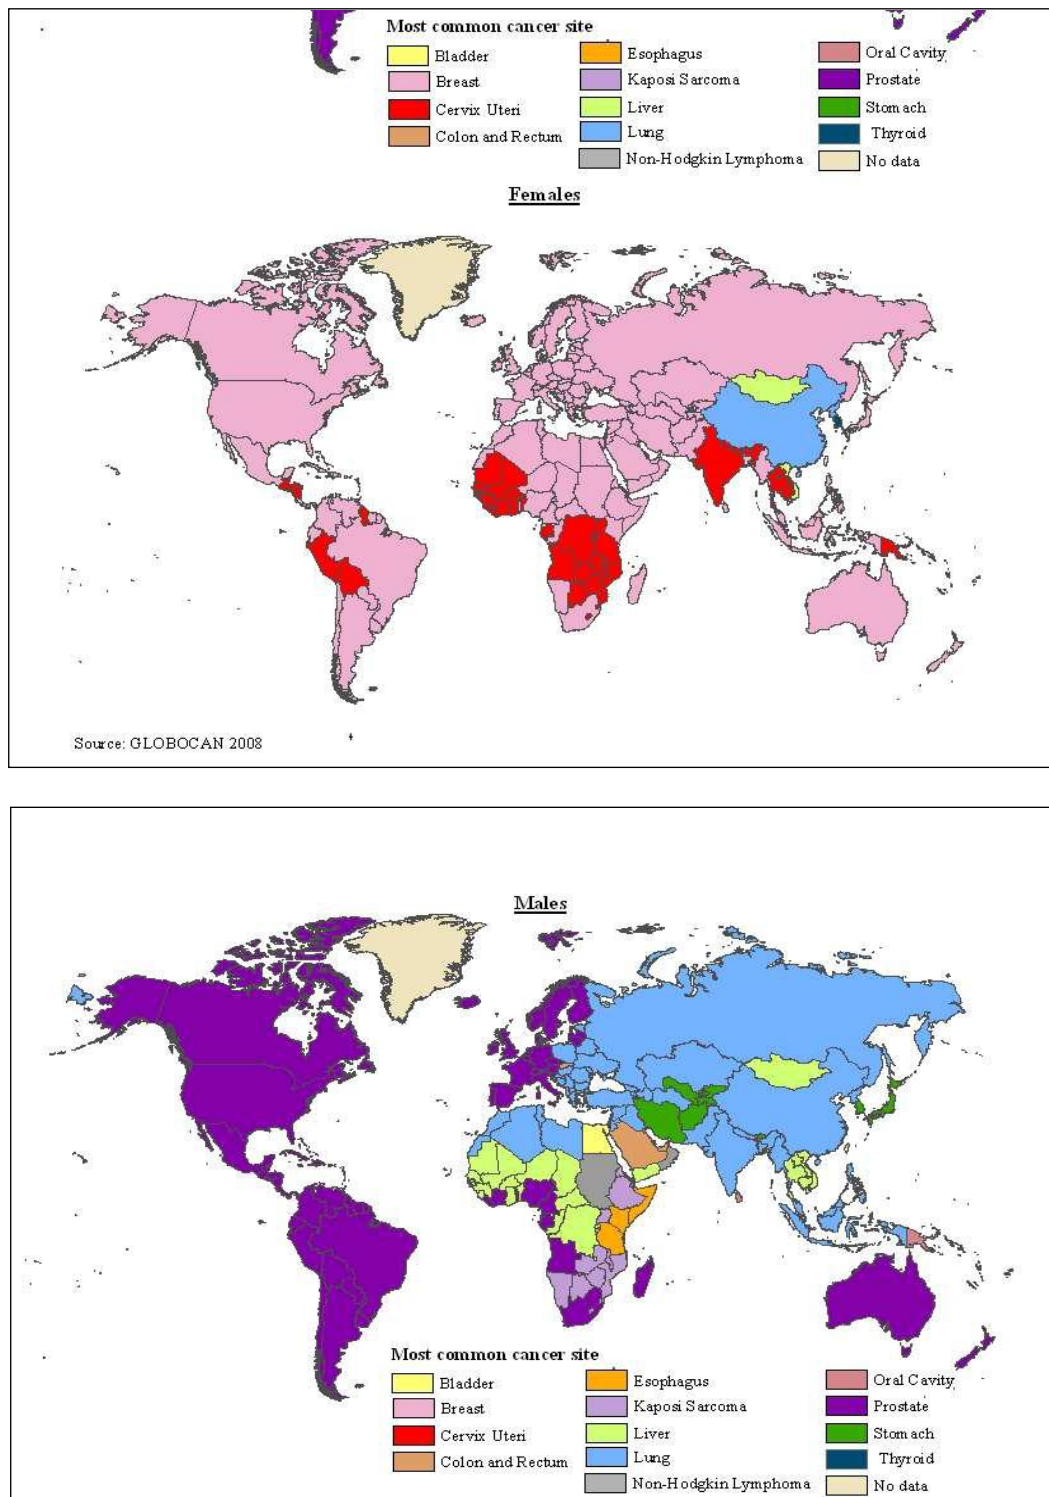 Most common cancer site
Bladder
Breast
Cervix Uteri
Colon and Rectum
Esophagus
Kaposi Sarcoma
Liver
Lung
Non-Hodgkin Lymphoma
Oral Cavity
Prostate
Stomach
Thyroid
No data
Females
Source: GLOBOCAN 2008
Males
Most common cancer site
Bladder
Breast
Cervix Uteri
Colon and Rectum
Esophagus
Kaposi Sarcoma
Liver
Lung
Non-Hodgkin Lymphoma
Oral Cavity
Prostate
Stomach
Thyroid
No data